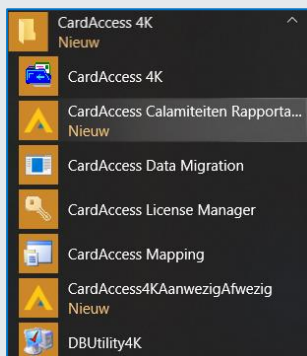 CardAccess 4K
Nieuw
CardAccess 4K
CardAccess Calamiteiten Rapporta...
Nieuw
CardAccess Data Migration
CardAccess License Manager
CardAccess Mapping
CardAccess4KAanwezigAfwezig
Nieuw
DBUtility4K